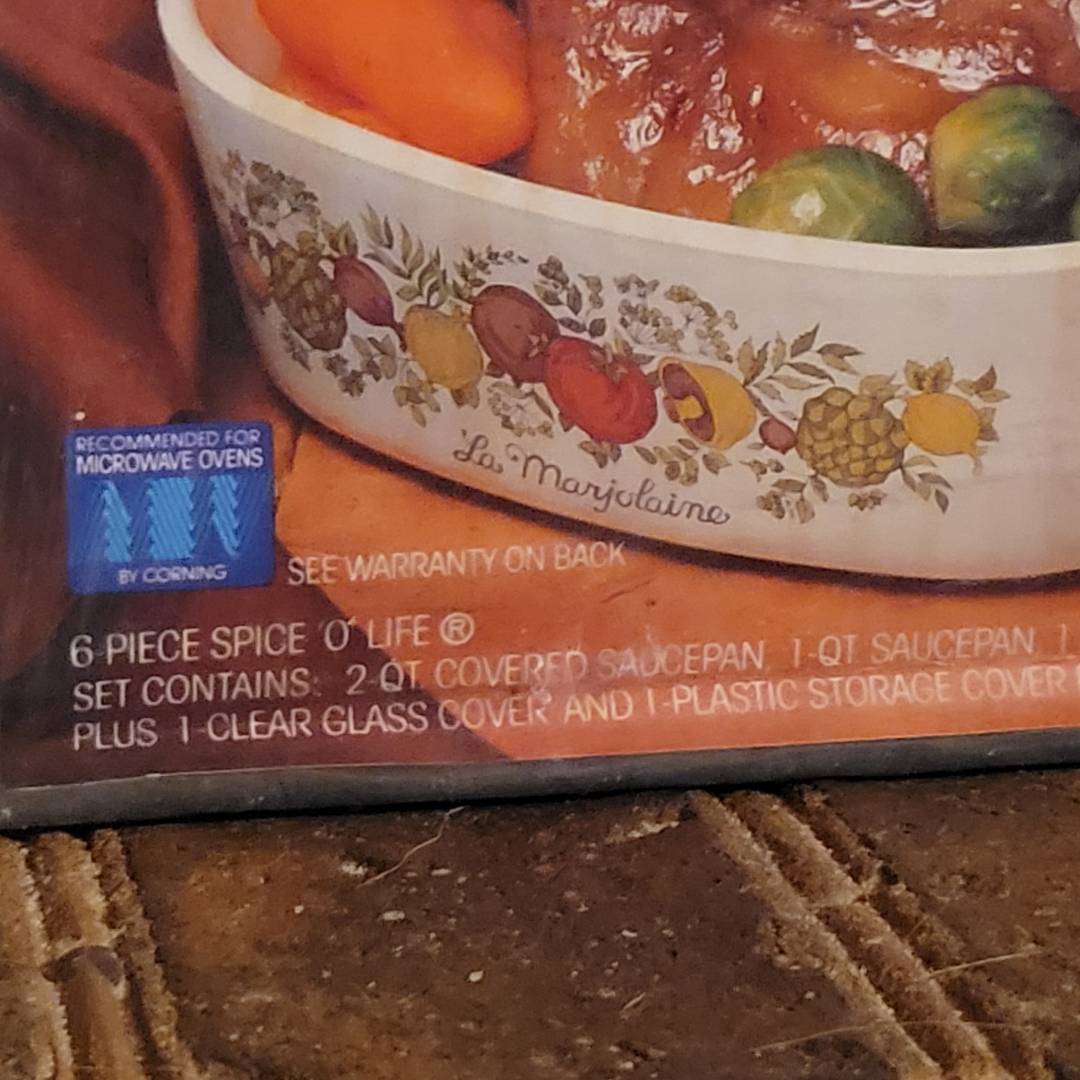 La Marjolaine
RECOMMENDED FOR
MICROWAVE OVENS
BY CORNING
SEE WARRANTY ON BACK
6-PIECE SPICE 'O' LIFE ®
SET CONTAINS: 2-QT COVERED SAUCEPAN 1-QT SAUCEPAN 1
PLUS 1-CLEAR GLASS COVER AND 1-PLASTIC STORAGE COVER